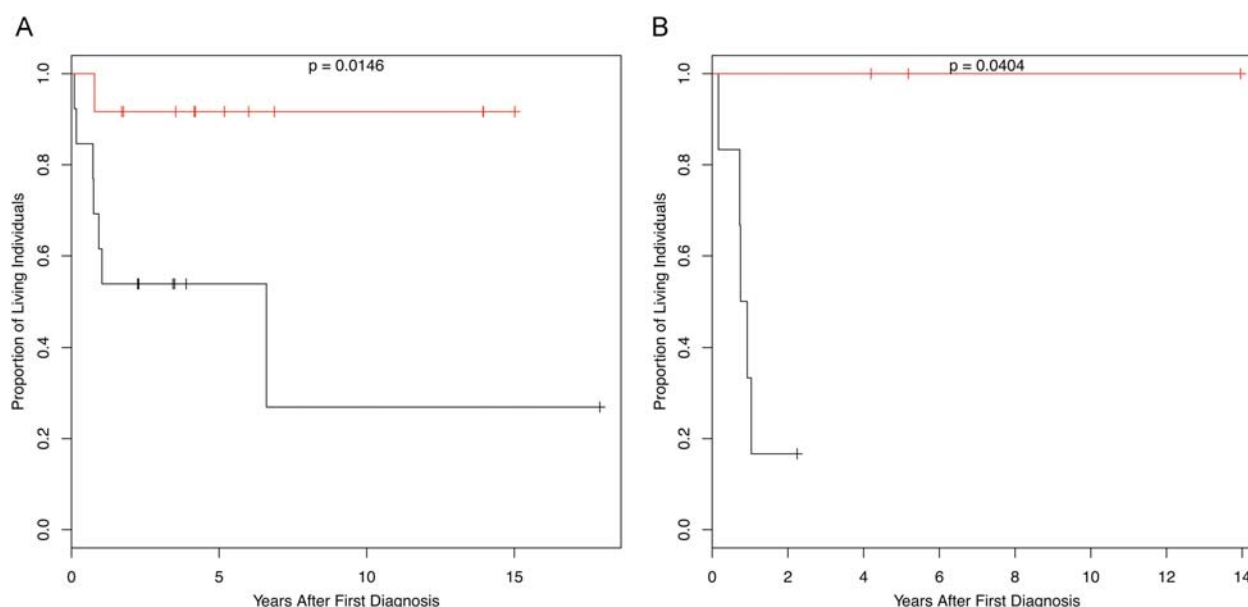 A
p = 0.0146
1.0
0.8
0.6
0.4
0.2
0.0
Proportion of Living Individuals
0 5 10 15
Years After First Diagnosis
B
p = 0.0404
1.0
0.8
0.6
0.4
0.2
0.0
Proportion of Living Individuals
0 2 4 6 8 10 12 14
Years After First Diagnosis